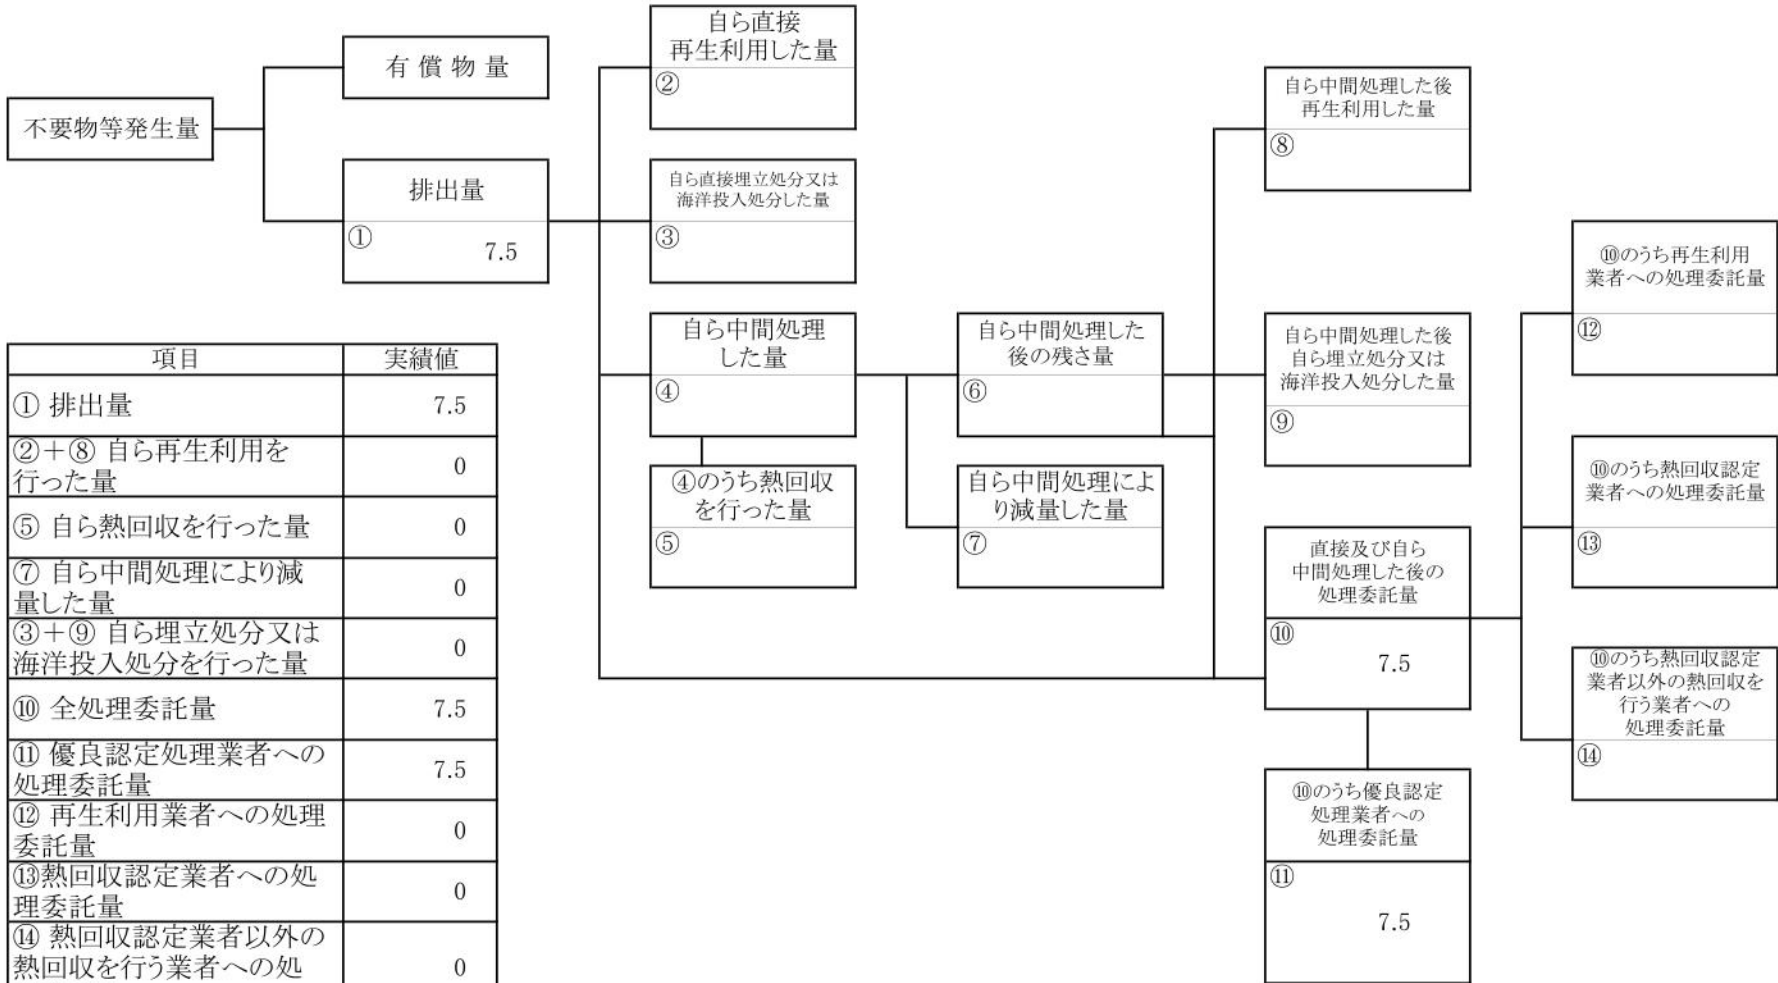 不要物等発生量
有 償 物 量
排出量
①
7.5
自ら直接
再生利用した量
②
自ら直接埋立処分又は
海洋投入処分した量
③
自ら中間処理
した量
④
④のうち熱回収
を行った量
⑤
自ら中間処理した
後の残さ量
⑥
自ら中間処理によ
り減量した量
⑦
自ら中間処理した後
再生利用した量
⑧
自ら中間処理した後
自ら埋立処分又は
海洋投入処分した量
⑨
直接及び自ら
中間処理した後の
処理委託量
⑩
7.5
⑩のうち優良認定
処理業者への
処理委託量
⑪
7.5
⑩のうち再生利用
業者への処理委託量
⑫
⑩のうち熱回収認定
業者への処理委託量
⑬
⑩のうち熱回収認定
業者以外の熱回収を
行う業者への
処理委託量
⑭
項目 実績値
① 排出量 7.5
②＋⑧ 自ら再生利用を
行った量 0
⑤ 自ら熱回収を行った量 0
⑦ 自ら中間処理により減
量した量 0
③＋⑨ 自ら埋立処分又は
海洋投入処分を行った量 0
⑩ 全処理委託量 7.5
⑪ 優良認定処理業者への
処理委託量 7.5
⑫ 再生利用業者への処理
委託量 0
⑬熱回収認定業者への処
理委託量 0
⑭ 熱回収認定業者以外の
熱回収を行う業者への処 0